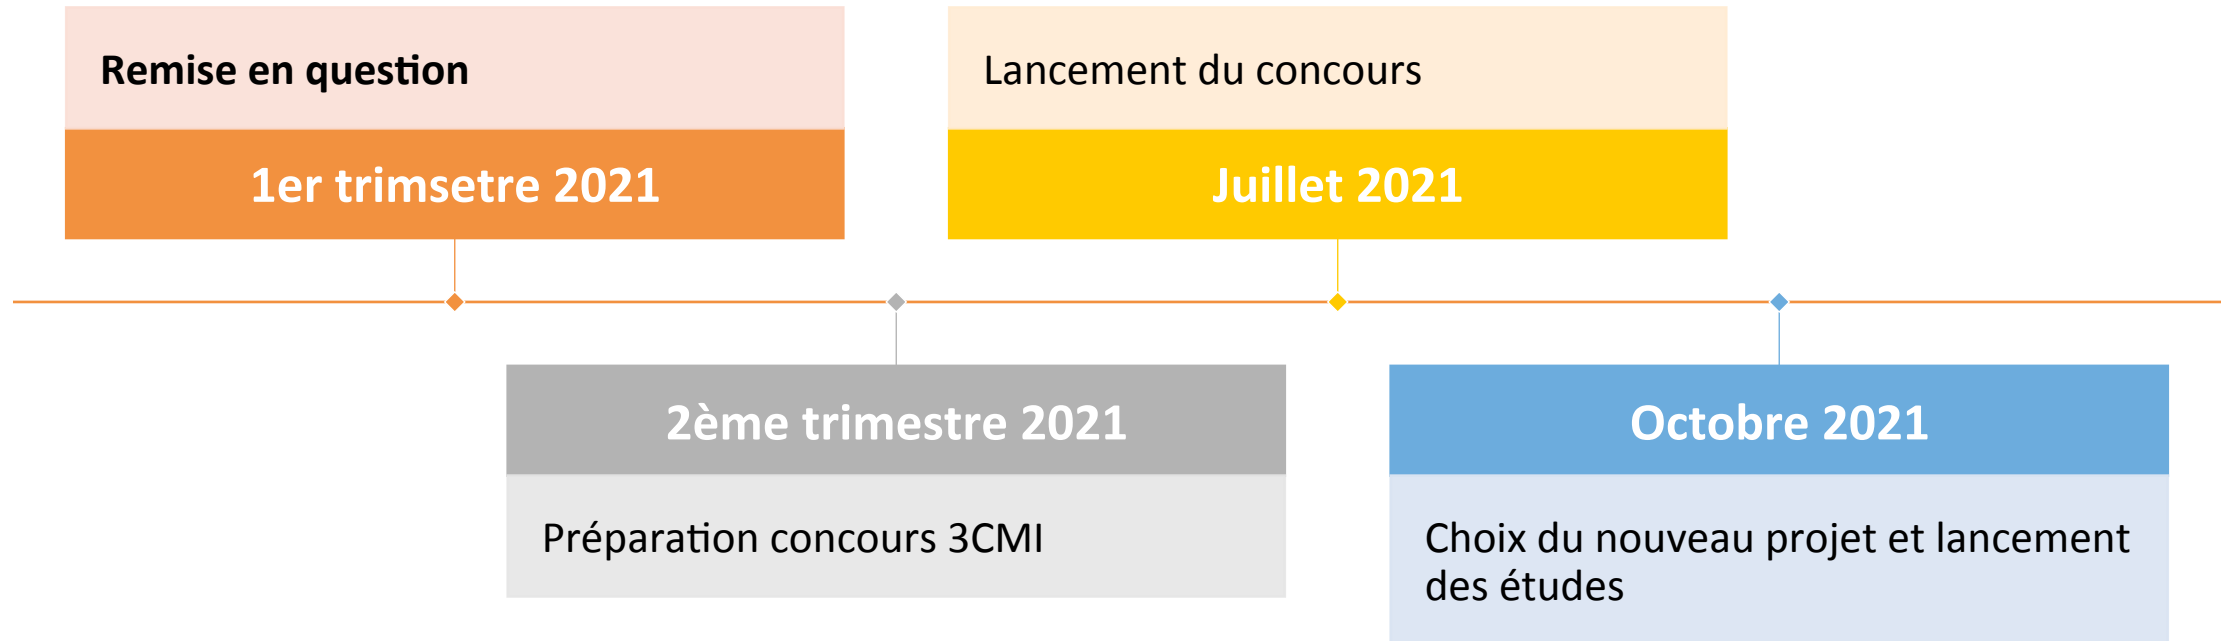 Remise en question
1er trimsetre 2021
Lancement du concours
Juillet 2021
2ème trimestre 2021
Préparation concours 3CMI
Octobre 2021
Choix du nouveau projet et lancement
des études